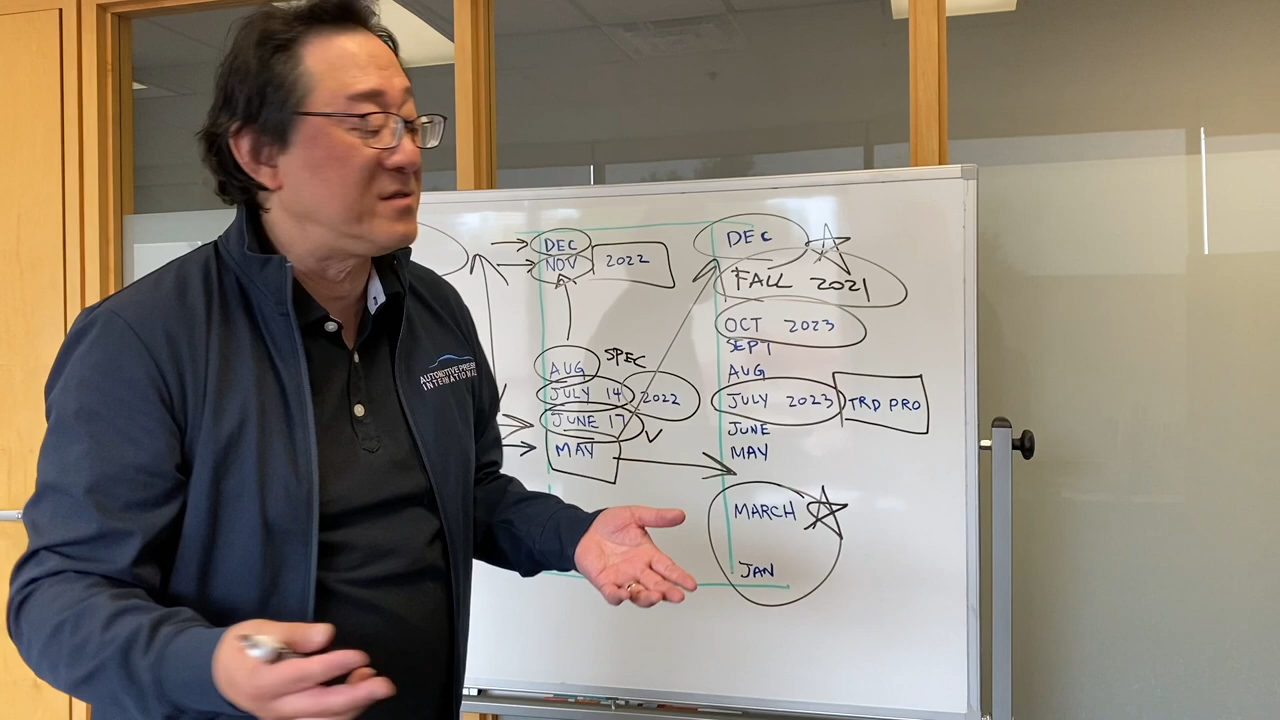 AUTOMOTIVE PRESS
INTERNATIONAL
DEC
NOV
2022
AUG
SPEC
JULY 14
2022
JUNE 17
MAY
DEC
FALL 2021
OCT 2023
SEPT
AUG
JULY 2023
TRD PRO
JUNE
MAY
MARCH
JAN